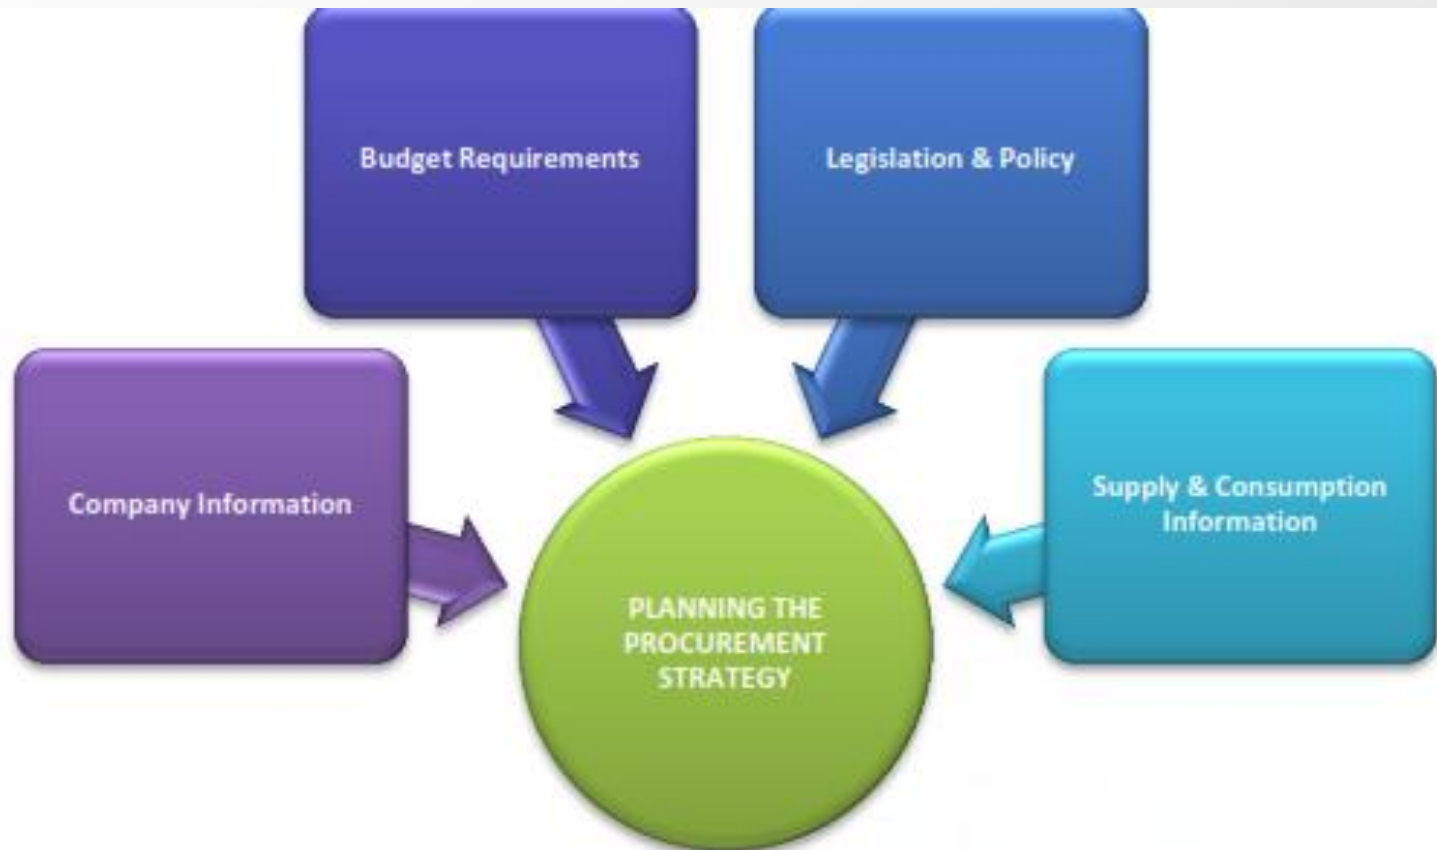 Budget Requirements
Legislation & Policy
Company Information
Supply & Consumption
Information
PLANNING THE
PROCUREMENT
STRATEGY